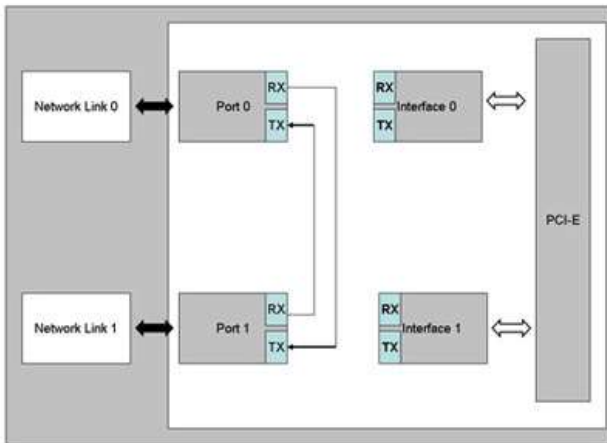 Network Link 0
Port 0
RX
TX
RX
TX
Interface 0
PCI-E
Network Link 1
Port 1
RX
TX
RX
TX
Interface 1